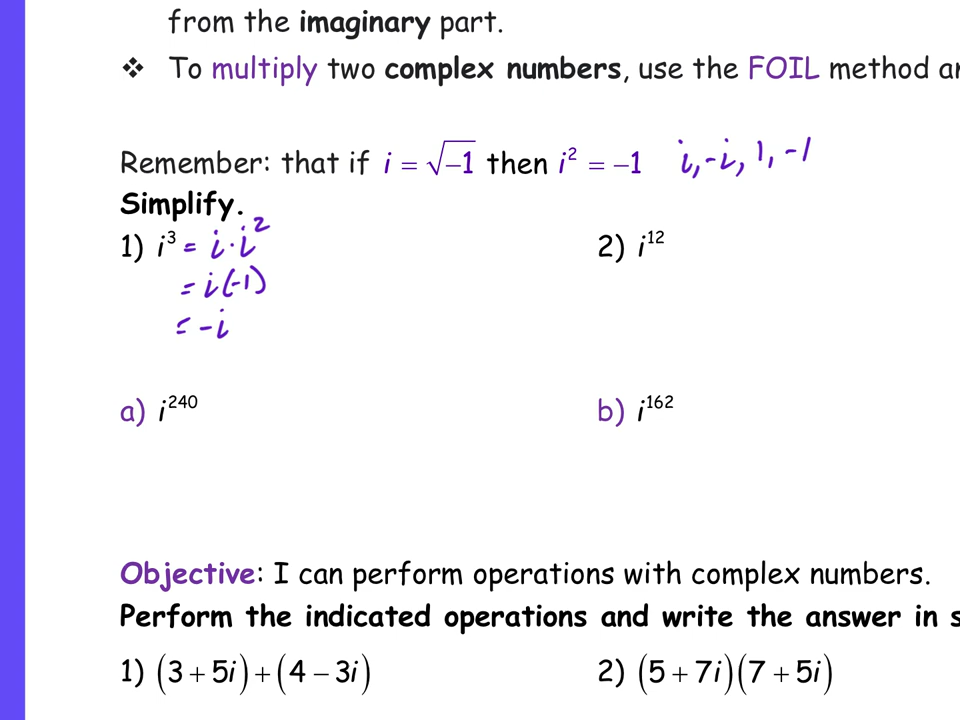 from the imaginary part.
❖ To multiply two complex numbers, use the FOIL method
Remember: that if i = √−1 then i² = −1 i, -i, 1, -1
Simplify.
1) i³ = i · i² 2) i¹²
= i(-1)
= -i
a) i²⁴⁰ b) i¹⁶²
Objective: I can perform operations with complex numbers.
Perform the indicated operations and write the answer in s
1) (3 + 5i) + (4 − 3i) 2) (5 + 7i)(7 + 5i)